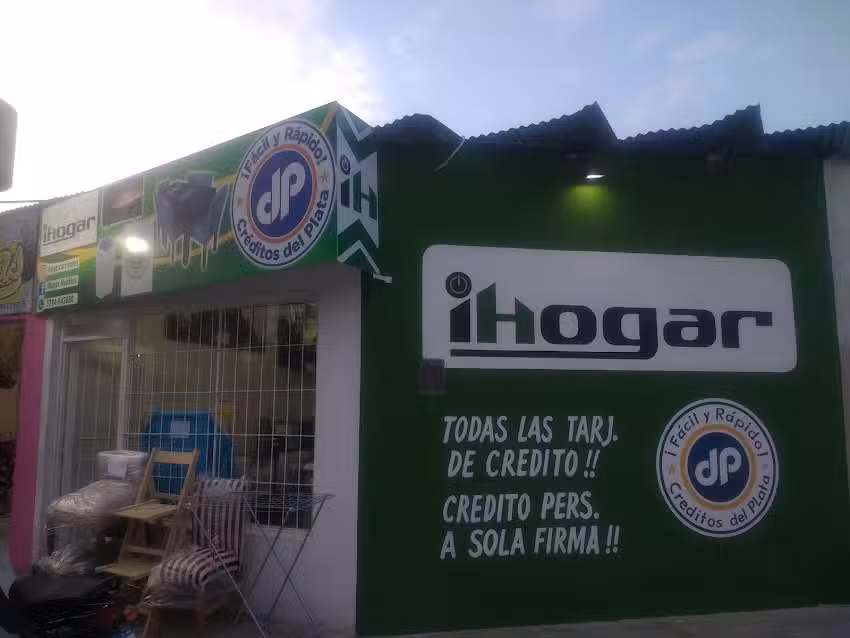 iHogar
¡Fácil y Rápido!
dp
Créditos del Plata
iH
iHogar
TODAS LAS TARJ.
DE CREDITO!!
CREDITO PERS.
A SOLA FIRMA!!
¡Fácil y Rápido!
dp
Creditos del Plata